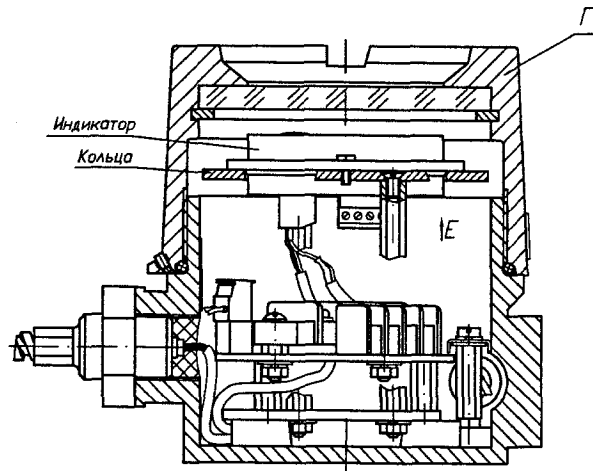 Г
Индикатор
Кольца
Е